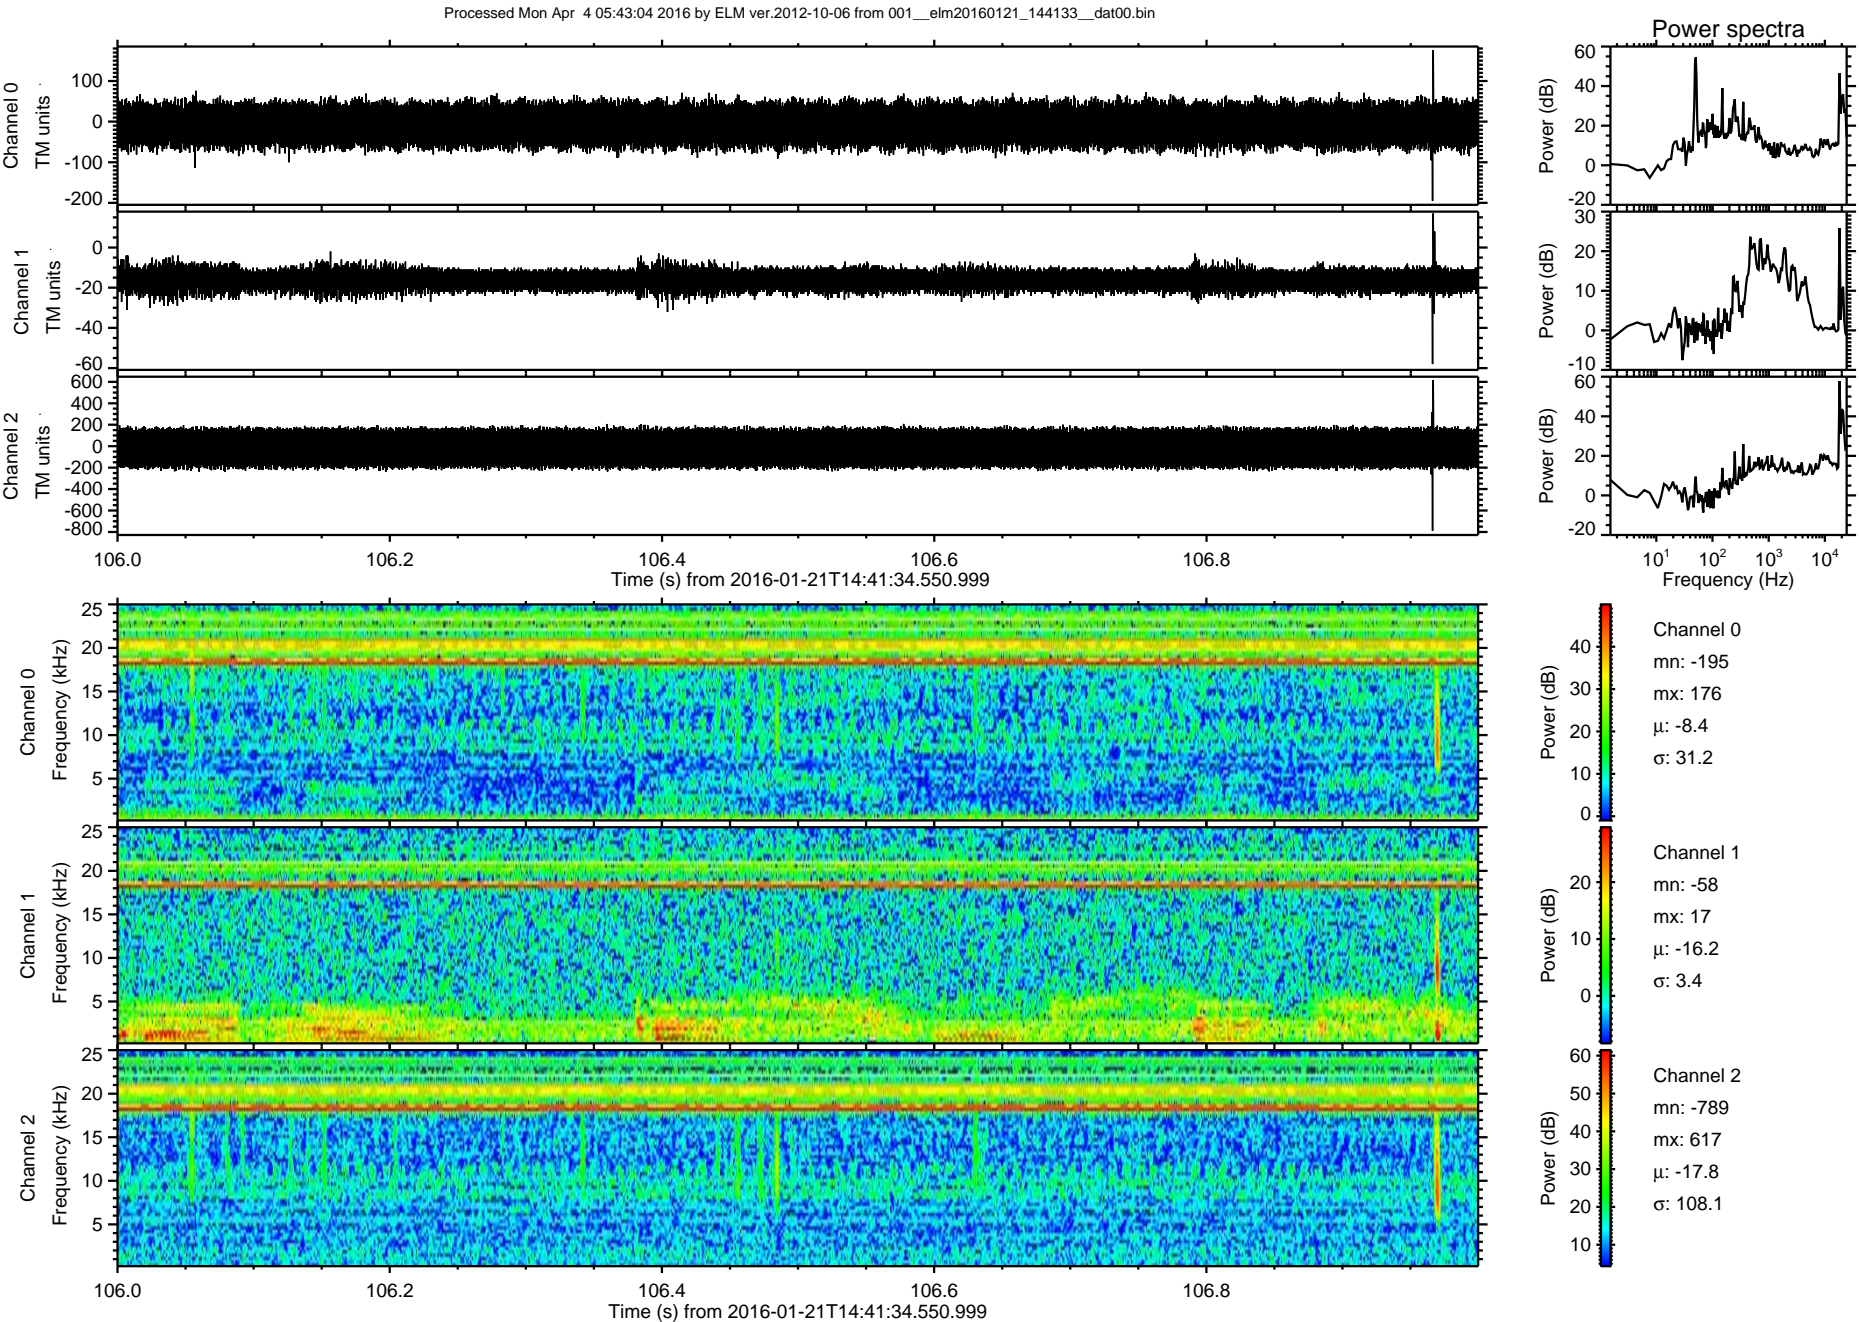 Processed Mon Apr  4 05:43:04 2016 by ELM ver.2012-10-06 from 001__elm20160121_144133__dat00.bin
Power spectra
Channel 0
TM units
100
0
-100
-200
Power (dB)
60
40
20
0
-20
Channel 1
TM units
0
-20
-40
-60
Power (dB)
30
20
10
0
-10
Channel 2
TM units
600
400
200
0
-200
-400
-600
-800
Power (dB)
60
40
20
0
-20
106.0 106.2 106.4 106.6 106.8
Time (s) from 2016-01-21T14:41:34.550.999
10^1 10^2 10^3 10^4
Frequency (Hz)
Channel 0
Frequency (kHz)
25
20
15
10
5
Power (dB)
40
30
20
10
0
Channel 0
mn: -195
mx: 176
μ: -8.4
σ: 31.2
Channel 1
Frequency (kHz)
25
20
15
10
5
Power (dB)
20
10
0
Channel 1
mn: -58
mx: 17
μ: -16.2
σ: 3.4
Channel 2
Frequency (kHz)
25
20
15
10
5
Power (dB)
60
50
40
30
20
10
Channel 2
mn: -789
mx: 617
μ: -17.8
σ: 108.1
106.0 106.2 106.4 106.6 106.8
Time (s) from 2016-01-21T14:41:34.550.999